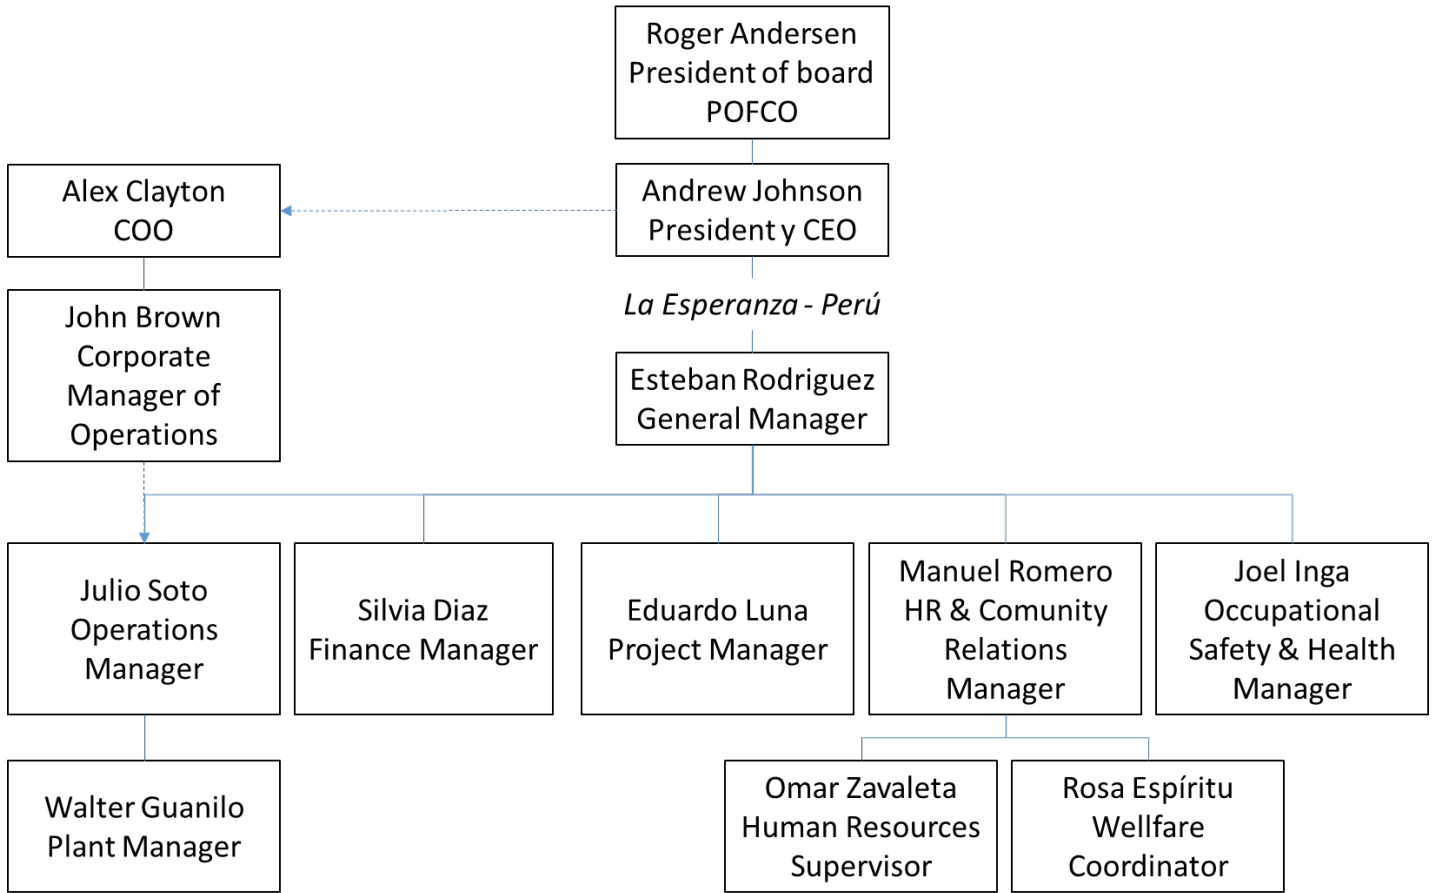 Roger Andersen
President of board
POFCO
Alex Clayton
COO
Andrew Johnson
President y CEO
John Brown
Corporate
Manager of
Operations
La Esperanza - Perú
Esteban Rodriguez
General Manager
Julio Soto
Operations
Manager
Silvia Diaz
Finance Manager
Eduardo Luna
Project Manager
Manuel Romero
HR & Comunity
Relations
Manager
Joel Inga
Occupational
Safety & Health
Manager
Walter Guanilo
Plant Manager
Omar Zavaleta
Human Resources
Supervisor
Rosa Espíritu
Wellfare
Coordinator